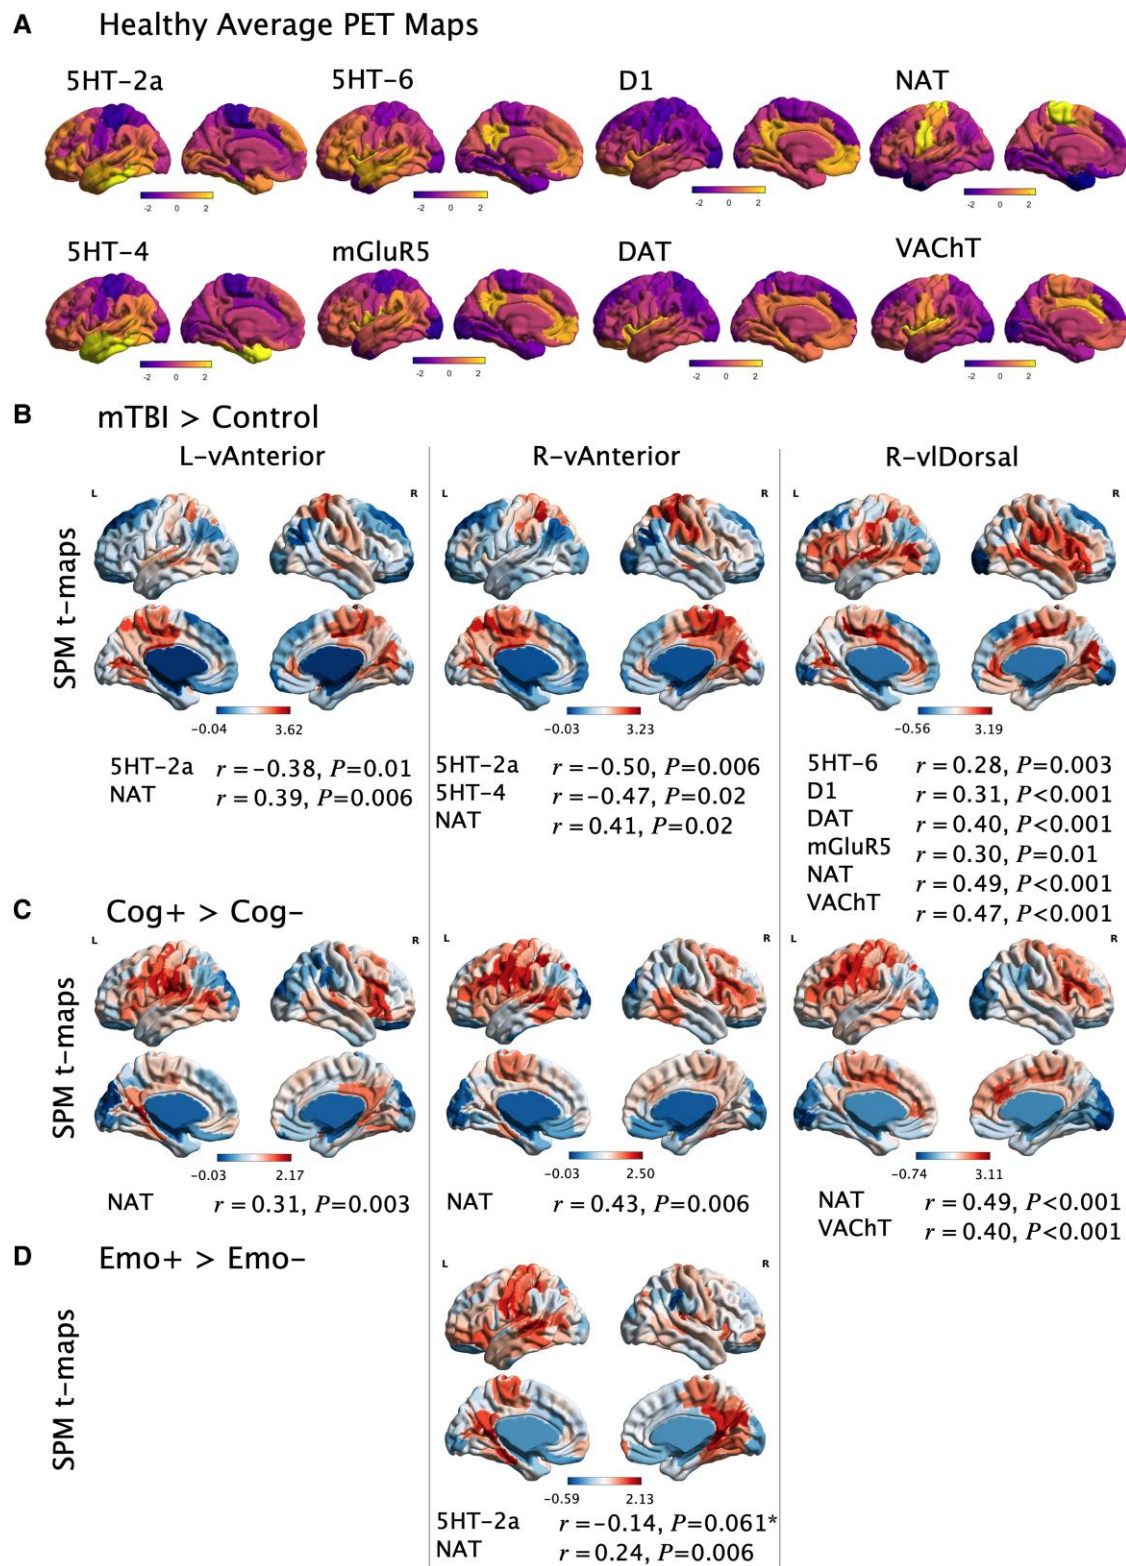 A Healthy Average PET Maps
5HT-2a 5HT-6 D1 NAT
-2 0 2 -2 0 2 -2 0 2 -2 0 2
5HT-4 mGluR5 DAT VAChT
-2 0 2 -2 0 2 -2 0 2 -2 0 2
B mTBI > Control
L-vAnterior R-vAnterior R-vlDorsal
L R L R L R
SPM t-maps
-0.04 3.62 -0.03 3.23 -0.56 3.19
5HT-2a r = -0.38, P=0.01
NAT r = 0.39, P=0.006
5HT-2a r = -0.50, P=0.006
5HT-4 r = -0.47, P=0.02
NAT r = 0.41, P=0.02
5HT-6 r = 0.28, P=0.003
D1 r = 0.31, P<0.001
DAT r = 0.40, P<0.001
mGluR5 r = 0.30, P=0.01
NAT r = 0.49, P<0.001
VAChT r = 0.47, P<0.001
C Cog+ > Cog-
L R L R L R
SPM t-maps
-0.03 2.17 -0.03 2.50 -0.74 3.11
NAT r = 0.31, P=0.003
NAT r = 0.43, P=0.006
NAT r = 0.49, P<0.001
VAChT r = 0.40, P<0.001
D Emo+ > Emo-
L R
SPM t-maps
-0.59 2.13
5HT-2a r = -0.14, P=0.061*
NAT r = 0.24, P=0.006